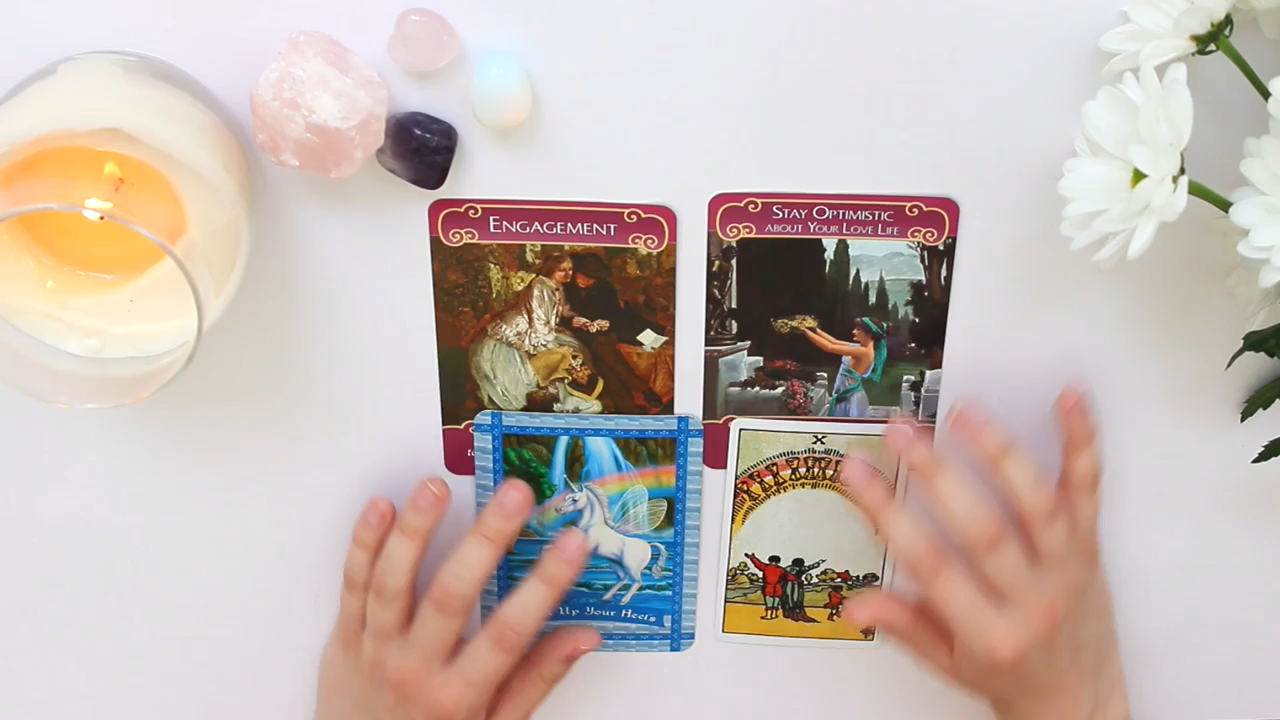 Engagement
Stay Optimistic
about Your Love Life
X
Up Your Heels